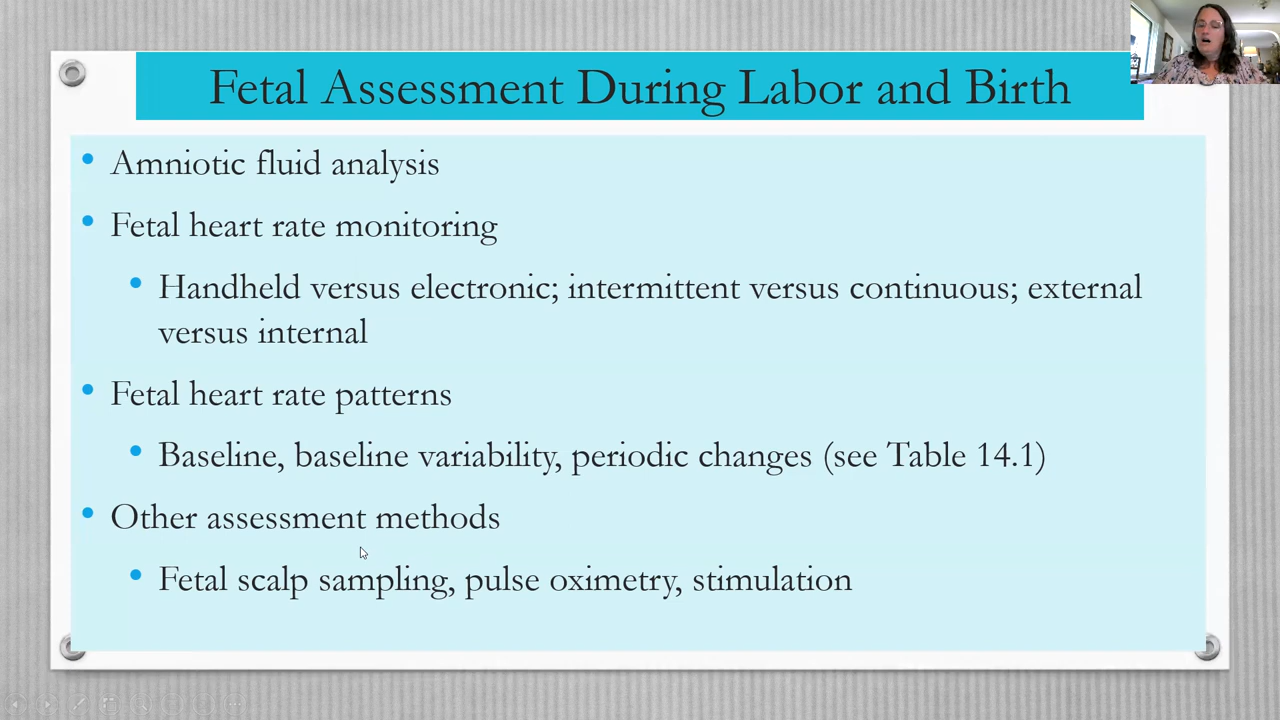 Fetal Assessment During Labor and Birth
• Amniotic fluid analysis
• Fetal heart rate monitoring
• Handheld versus electronic; intermittent versus continuous; external
versus internal
• Fetal heart rate patterns
• Baseline, baseline variability, periodic changes (see Table 14.1)
• Other assessment methods
• Fetal scalp sampling, pulse oximetry, stimulation